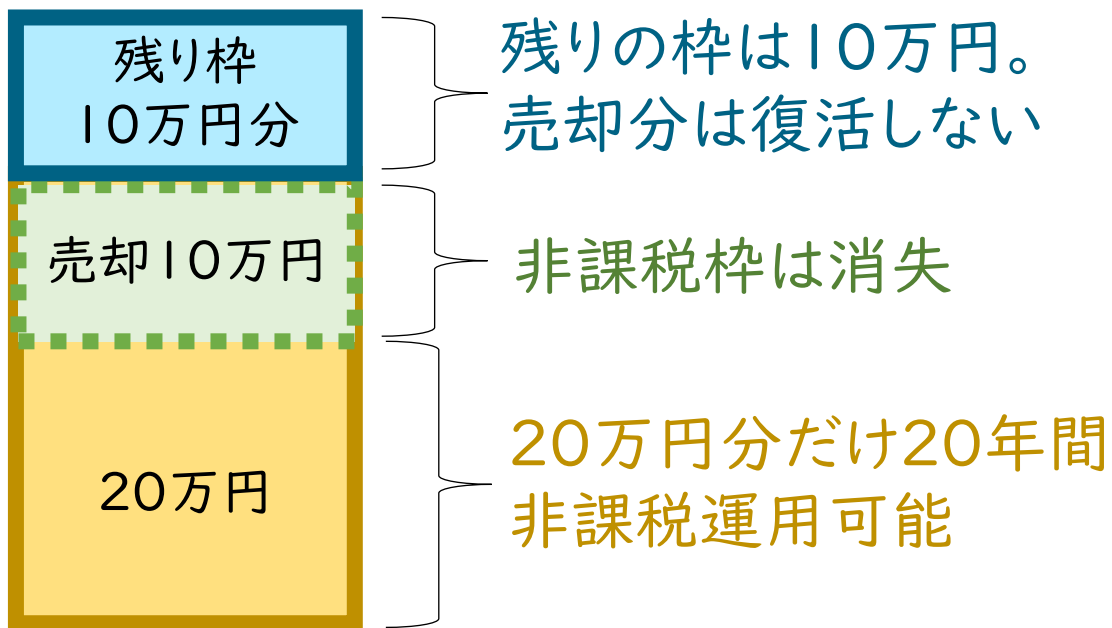 残り枠
10万円分
残りの枠は10万円。
売却分は復活しない
売却10万円
非課税枠は消失
20万円
20万円分だけ20年間
非課税運用可能